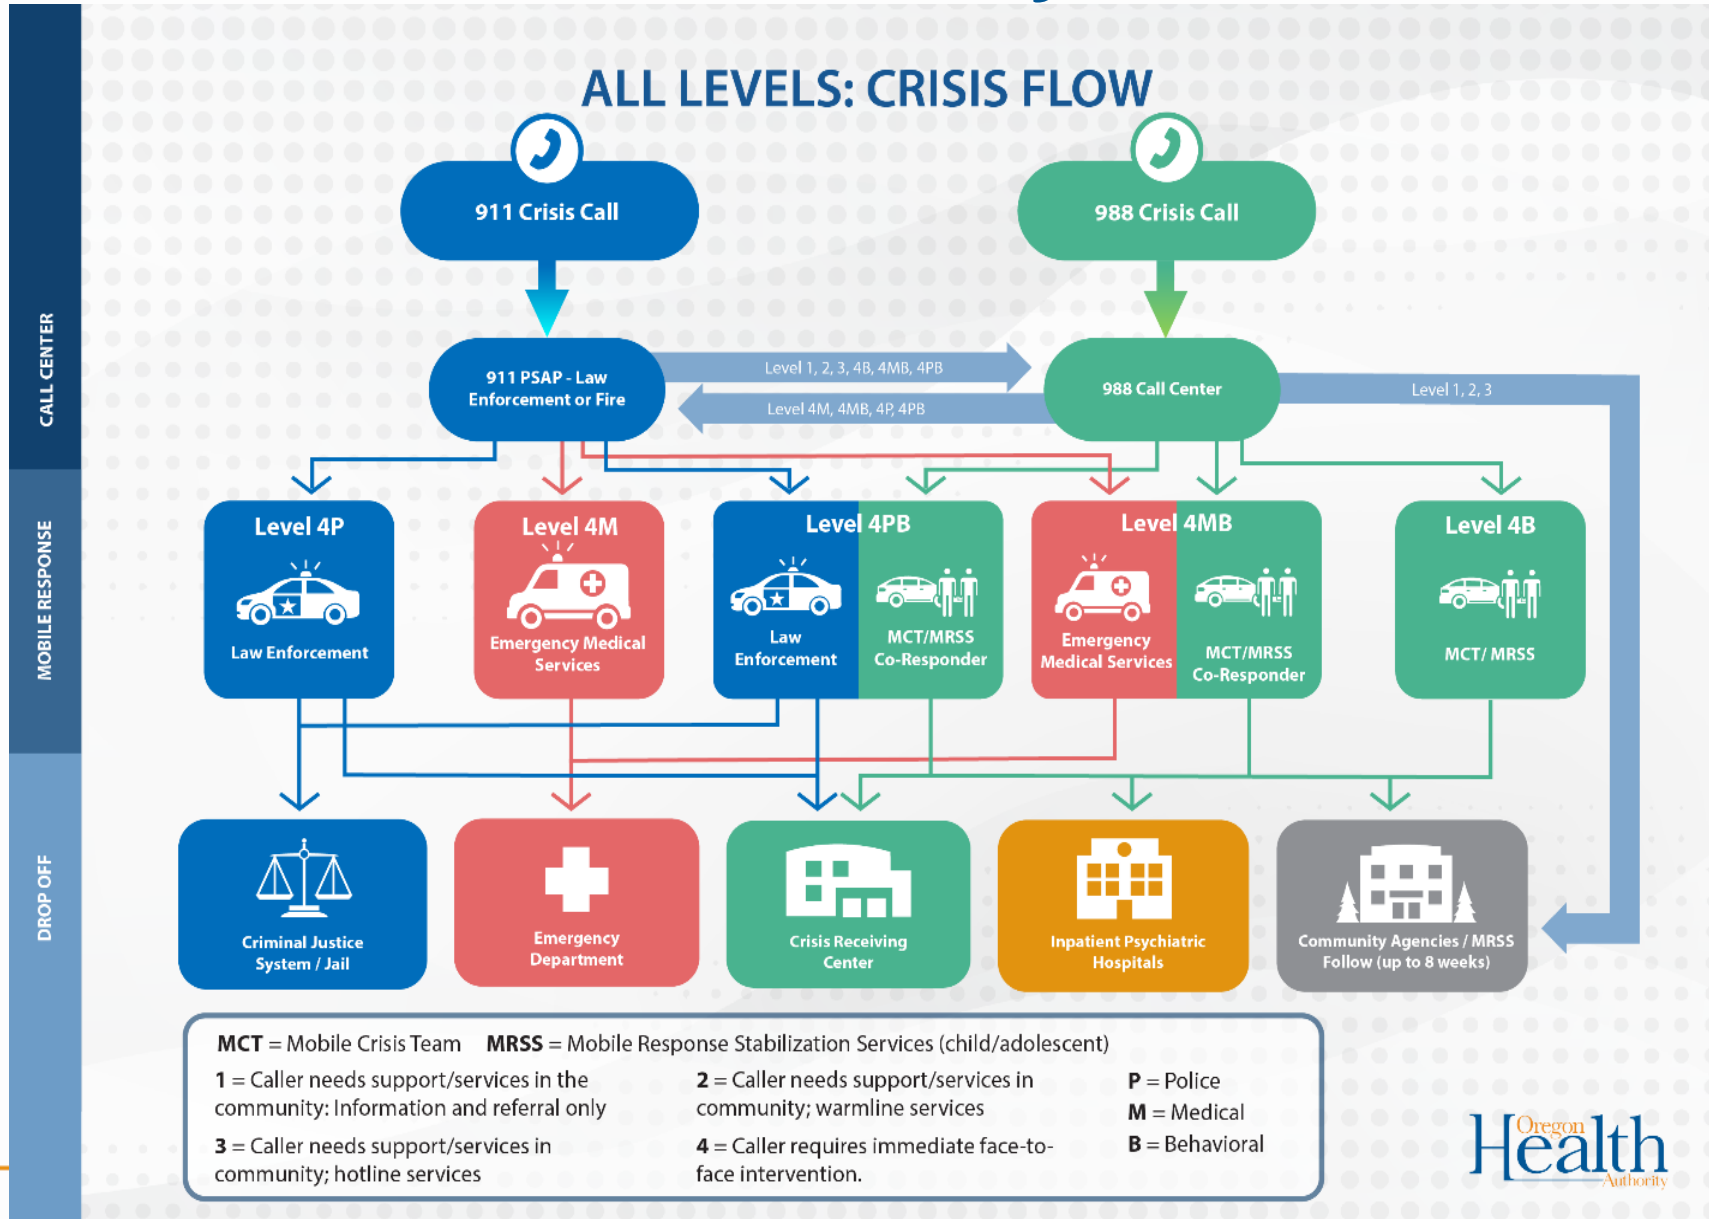 ALL LEVELS: CRISIS FLOW
911 Crisis Call
988 Crisis Call
CALL CENTER
911 PSAP - Law
Enforcement or Fire
Level 1, 2, 3, 4B, 4MB, 4PB
Level 4M, 4MB, 4P, 4PB
988 Call Center
Level 1, 2, 3
MOBILE RESPONSE
Level 4P
Law Enforcement
Level 4M
Emergency Medical
Services
Level 4PB
Law
Enforcement
MCT/MRSS
Co-Responder
Level 4MB
Emergency
Medical Services
MCT/MRSS
Co-Responder
Level 4B
MCT/ MRSS
DROP OFF
Criminal Justice
System / Jail
Emergency
Department
Crisis Receiving
Center
Inpatient Psychiatric
Hospitals
Community Agencies / MRSS
Follow (up to 8 weeks)
MCT = Mobile Crisis Team MRSS = Mobile Response Stabilization Services (child/adolescent)
1 = Caller needs support/services in the
community: Information and referral only
2 = Caller needs support/services in
community; warmline services
3 = Caller needs support/services in
community; hotline services
4 = Caller requires immediate face-to-
face intervention.
P = Police
M = Medical
B = Behavioral
Oregon
Health
Authority